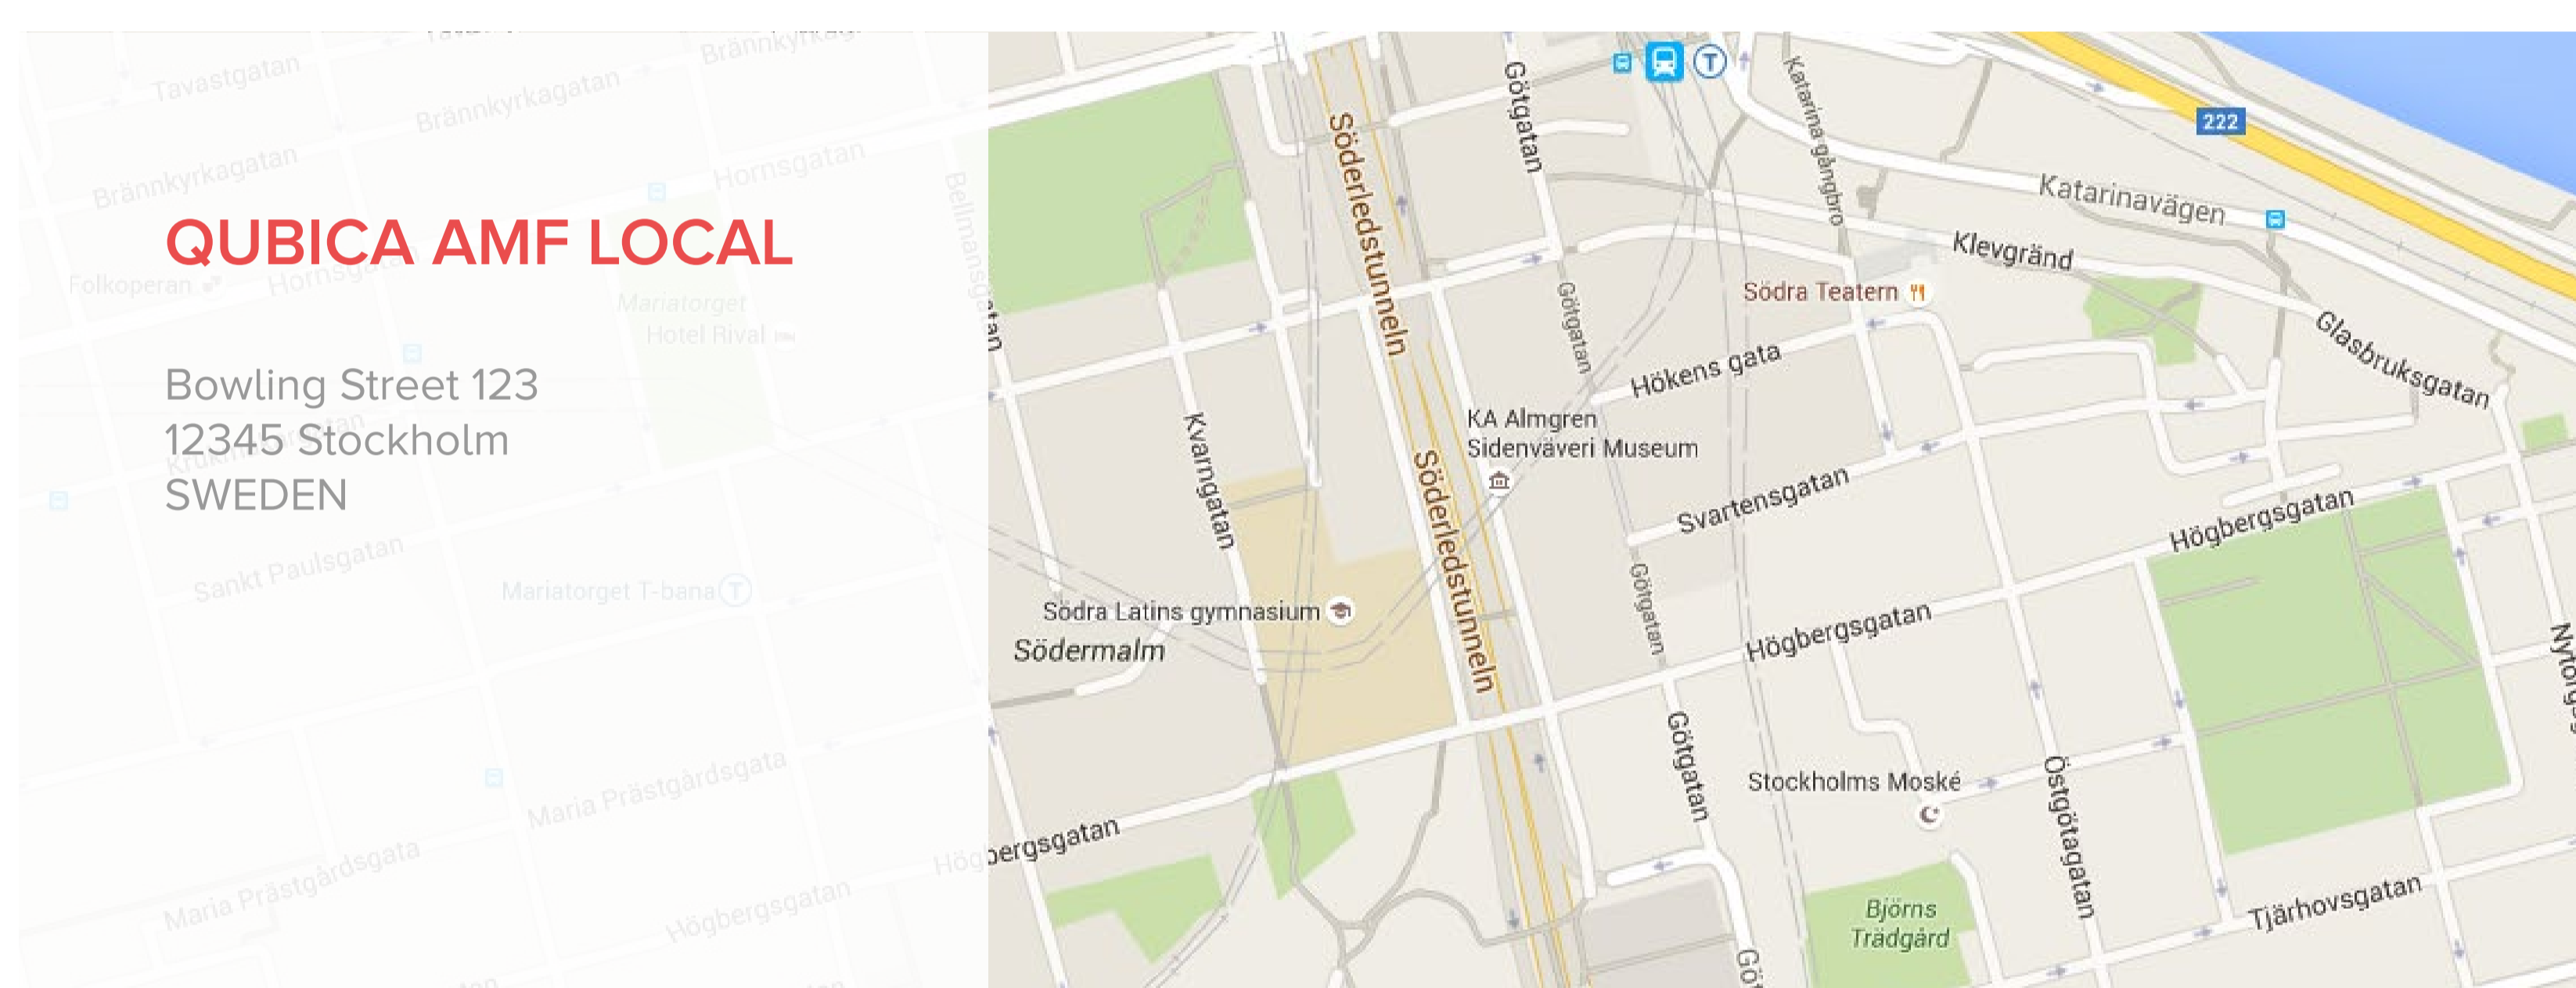 Tavastgatan
Brännkyrkagatan
Brännkyrkagatan
Hornsgatan
QUBICA AMF LOCAL
Folkoperan
Hornsgatan
Mariatorget
Hotel Rival
Bowling Street 123
12345 Stockholm
SWEDEN
Sankt Paulsgatan
Mariatorget T-bana
T
Maria Prästgårdsgata
Maria Prästgårdsgata
Högbergsgatan
Högbergsgatan
Södermalm
Södra Latins gymnasium
Kvarngatan
Söderledstunneln
Söderledstunneln
Götgatan
Götgatan
Götgatan
Götgatan
T
Katarina gångbro
222
Katarinavägen
Klevgränd
Södra Teatern
Glasbruksgatan
Hökens gata
KA Almgren
Sidenväveri Museum
Svartensgatan
Högbergsgatan
Högbergsgatan
Stockholms Moské
Östgötagatan
Björns
Trädgård
Tjärhovsgatan